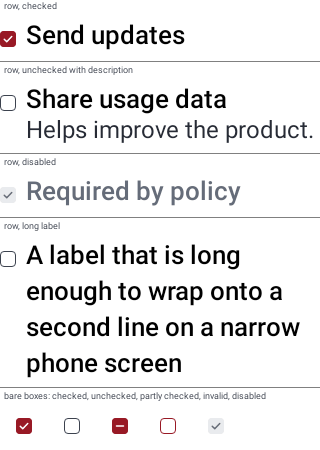 row, checked
Send updates
row, unchecked with description
Share usage data
Helps improve the product.
row, disabled
Required by policy
row, long label
A label that is long
enough to wrap onto a
second line on a narrow
phone screen
bare boxes: checked, unchecked, partly checked, invalid, disabled